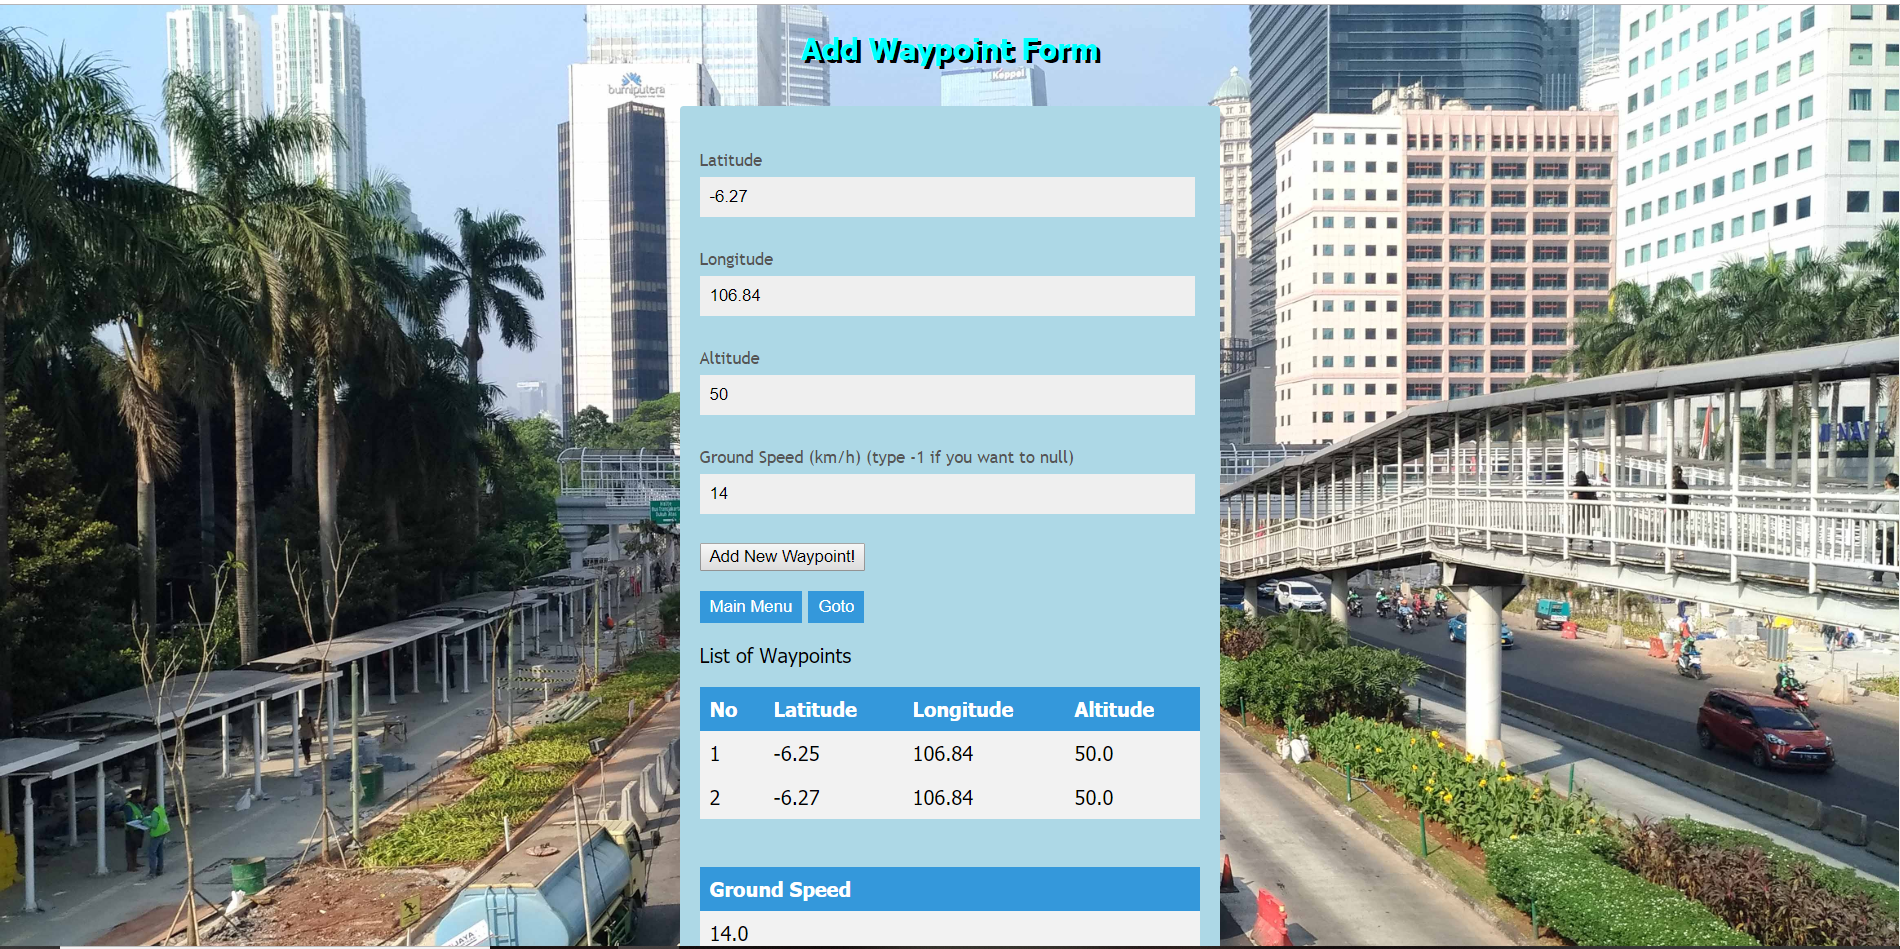 Add Waypoint Form
bumiputera
Keppel
Latitude
-6.27
Longitude
106.84
Altitude
50
Ground Speed (km/h) (type -1 if you want to null)
14
Add New Waypoint!
Main Menu Goto
List of Waypoints
No Latitude Longitude Altitude
1 -6.25 106.84 50.0
2 -6.27 106.84 50.0
Ground Speed
14.0